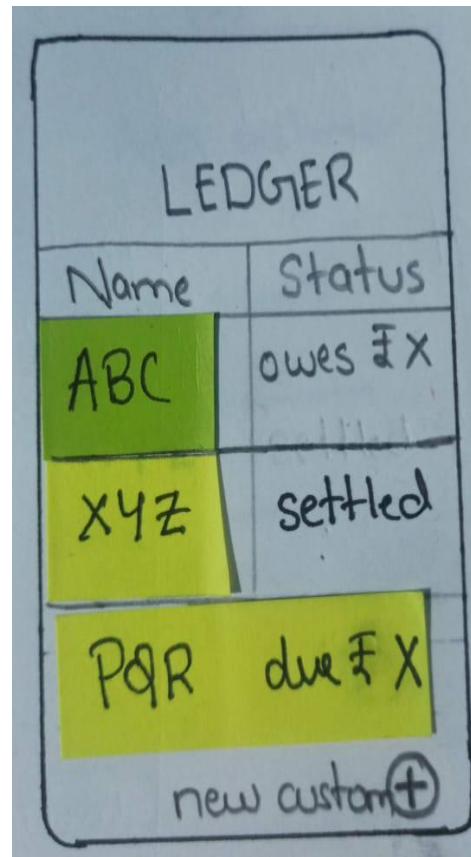 LEDGER
Name Status
ABC owes ₹ X
XYZ settled
PQR due ₹ X
new custom +